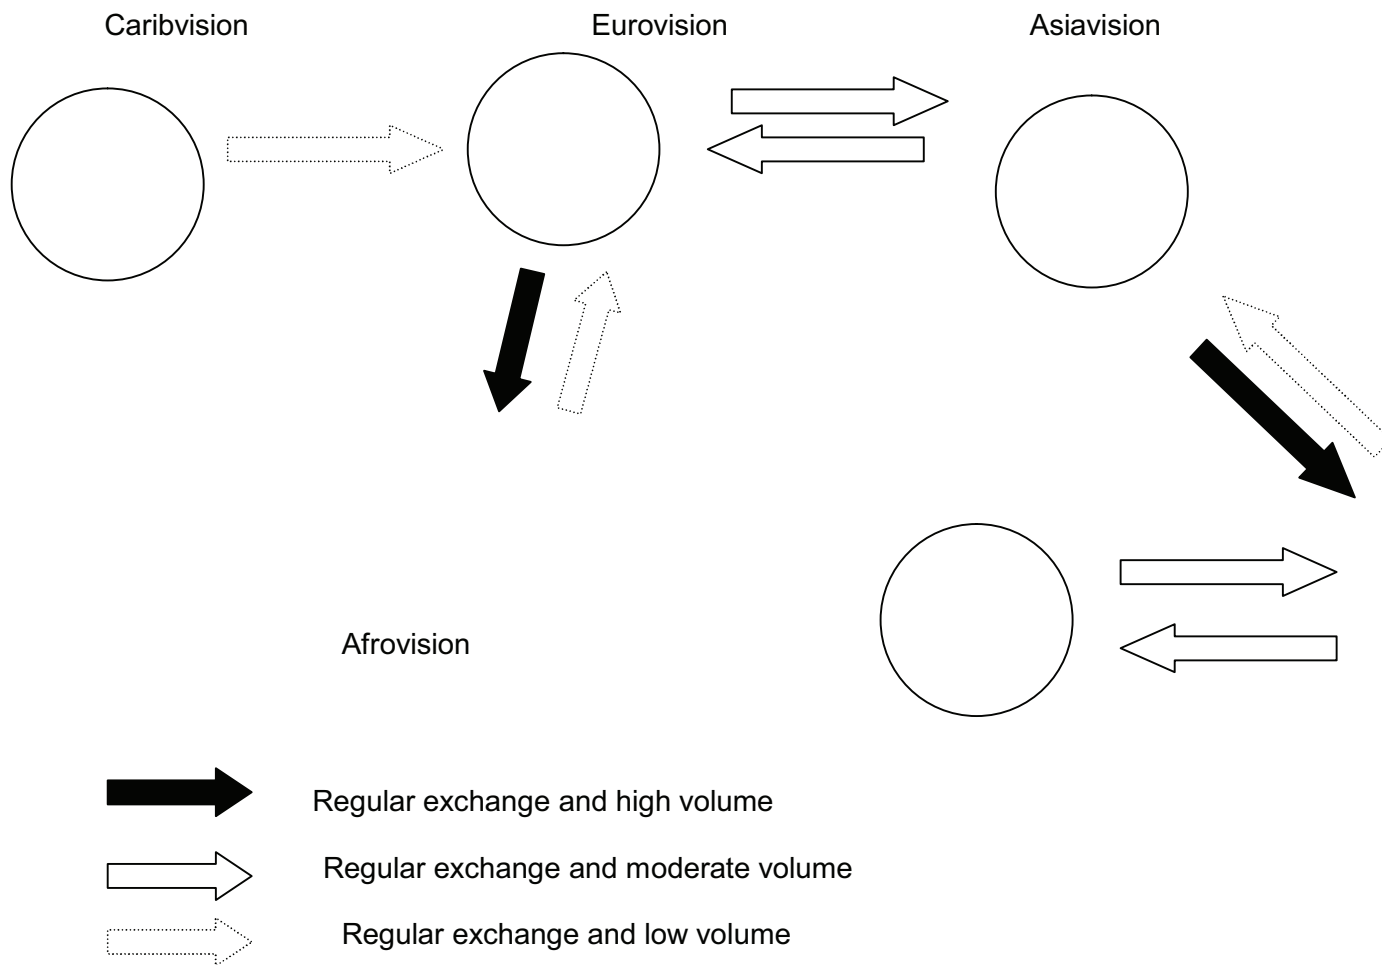 Caribvision
Eurovision
Asiavision
Afrovision
Regular exchange and high volume
Regular exchange and moderate volume
Regular exchange and low volume